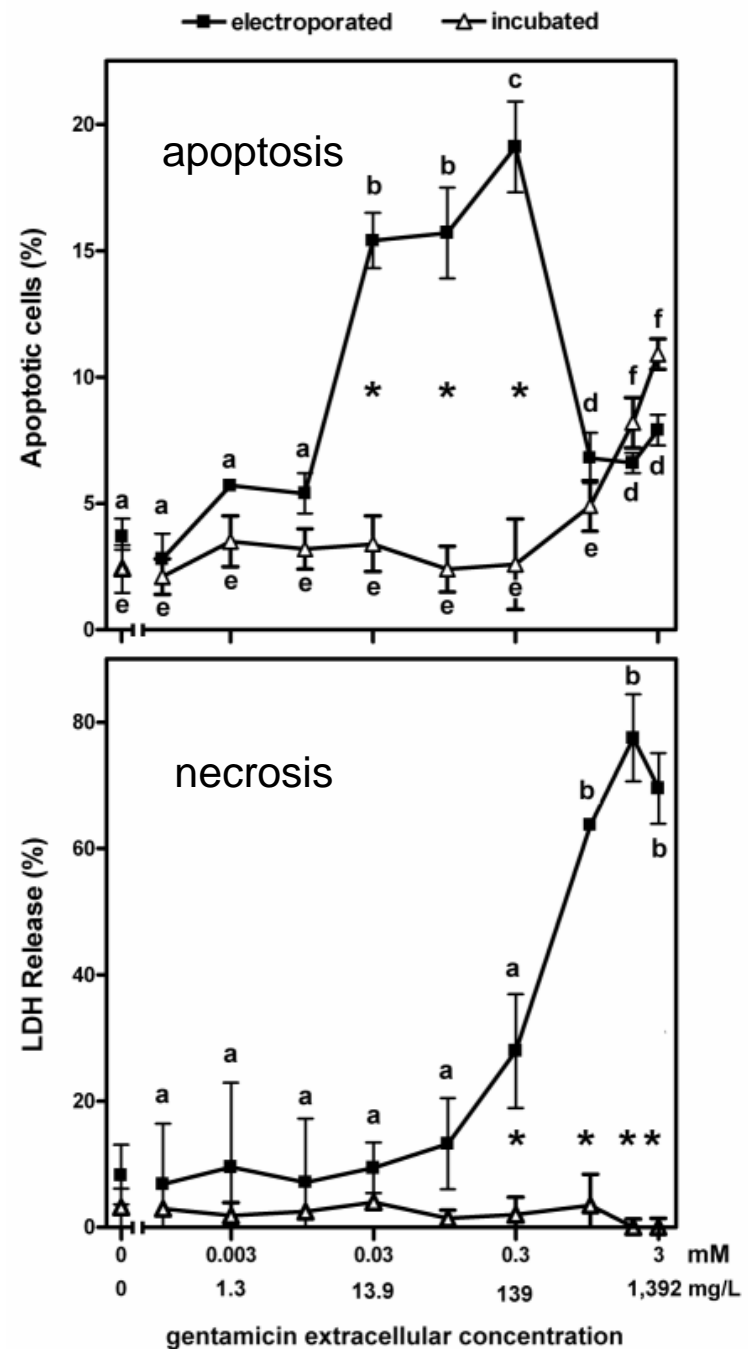 electroporated incubated
Apoptotic cells (%)
20
15
10
5
0
apoptosis
a a a a b b c d d d
* * *
e e e e e e e e f f
LDH Release (%)
80
60
40
20
0
necrosis
a a a a a a b b b
* * * *
0 0.003 0.03 0.3 3 mM
0 1.3 13.9 139 1,392 mg/L
gentamicin extracellular concentration